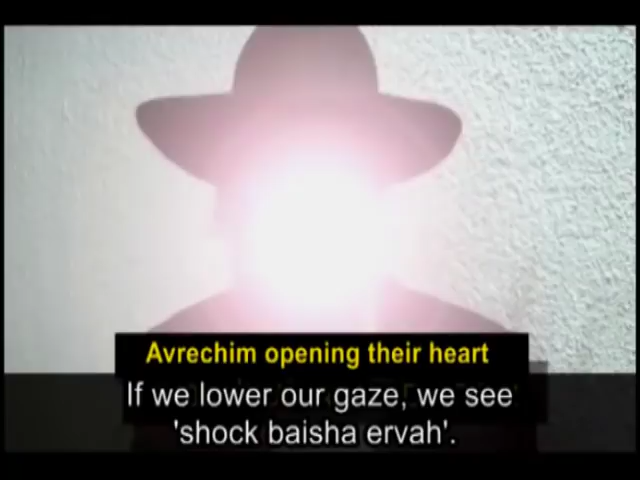 Avrechim opening their heart
If we lower our gaze, we see
'shock baisha ervah'.